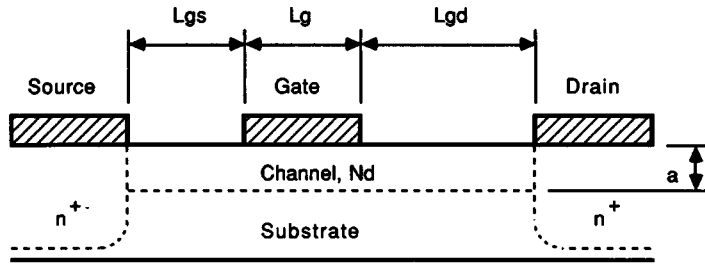 Lgs Lg Lgd
Source Gate Drain
Channel, Nd a
n+ n+
Substrate